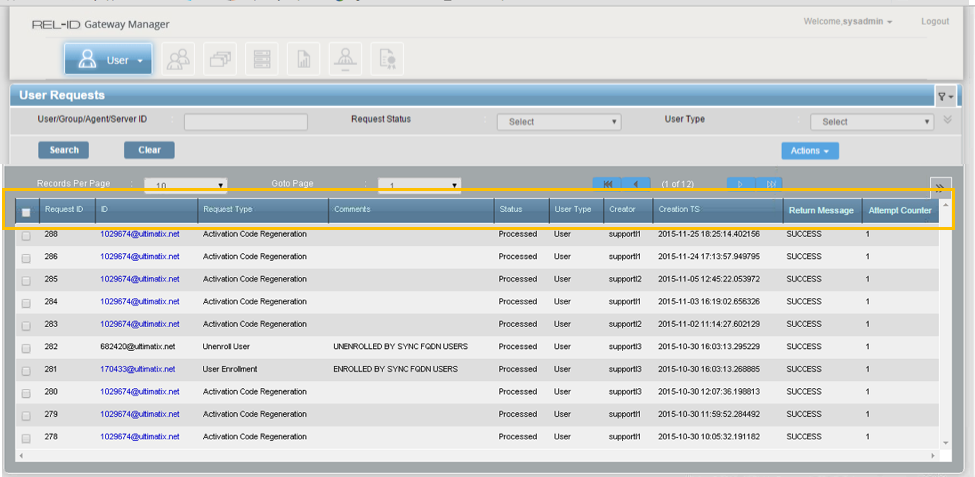 REL-ID Gateway Manager
Welcome,sysadmin
Logout
User
User Requests
User/Group/Agent/Server ID : Request Status : Select User Type : Select
Search Clear Actions
Records Per Page : 10 Goto Page : 1 (1 of 12)
Request ID ID Request Type Comments Status User Type Creator Creation TS Return Message Attempt Counter
288 1029674@ultimatix.net Activation Code Regeneration Processed User supportl1 2015-11-25 18:25:14.402156 SUCCESS 1
286 1029674@ultimatix.net Activation Code Regeneration Processed User supportl1 2015-11-24 17:13:57.949795 SUCCESS 1
285 1029674@ultimatix.net Activation Code Regeneration Processed User supportl2 2015-11-05 12:45:22.053972 SUCCESS 1
284 1029674@ultimatix.net Activation Code Regeneration Processed User supportl1 2015-11-03 16:19:02.656326 SUCCESS 1
283 1029674@ultimatix.net Activation Code Regeneration Processed User supportl2 2015-11-02 11:14:27.602129 SUCCESS 1
282 682420@ultimatix.net Unenroll User UNENROLLED BY SYNC FQDN USERS Processed User supportl3 2015-10-30 16:03:13.295229 SUCCESS 1
281 170433@ultimatix.net User Enrollment ENROLLED BY SYNC FQDN USERS Processed User supportl3 2015-10-30 16:03:13.268885 SUCCESS 1
280 1029674@ultimatix.net Activation Code Regeneration Processed User supportl3 2015-10-30 12:07:36.198813 SUCCESS 1
279 1029674@ultimatix.net Activation Code Regeneration Processed User supportl1 2015-10-30 11:59:52.284492 SUCCESS 1
278 1029674@ultimatix.net Activation Code Regeneration Processed User supportl1 2015-10-30 10:05:32.191182 SUCCESS 1